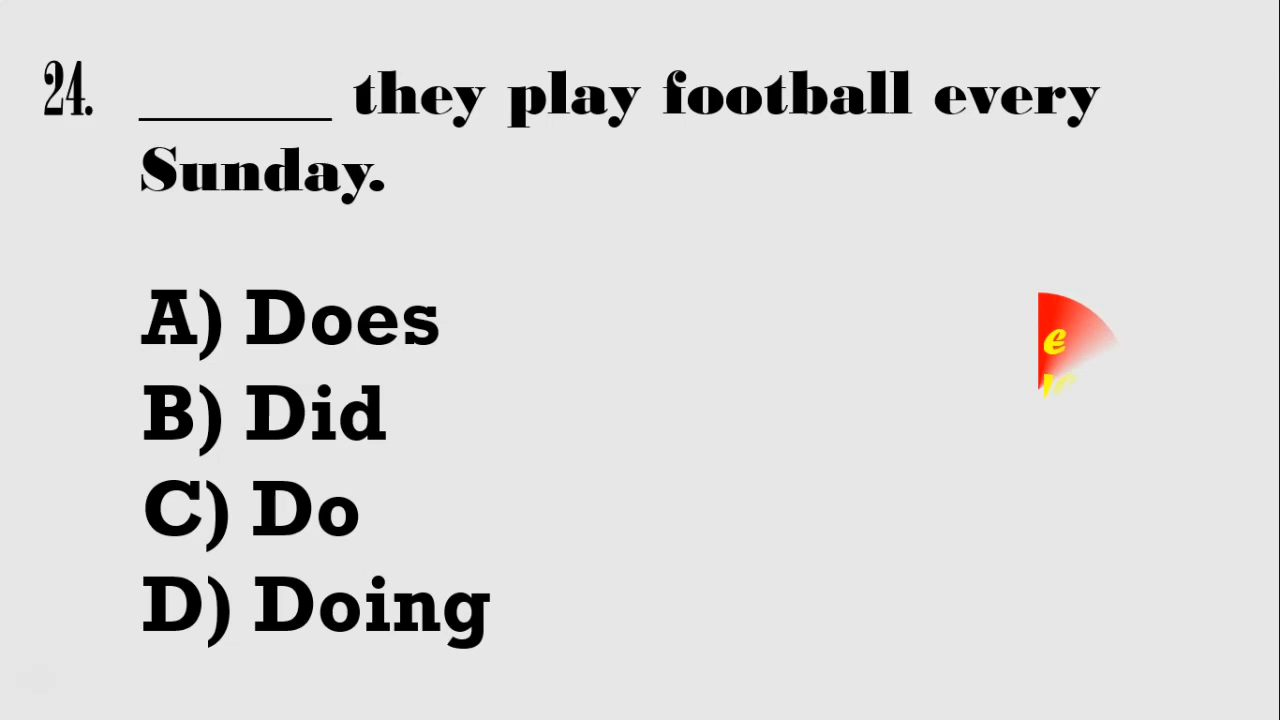 24. ______ they play football every
Sunday.
A) Does
B) Did
C) Do
D) Doing
e